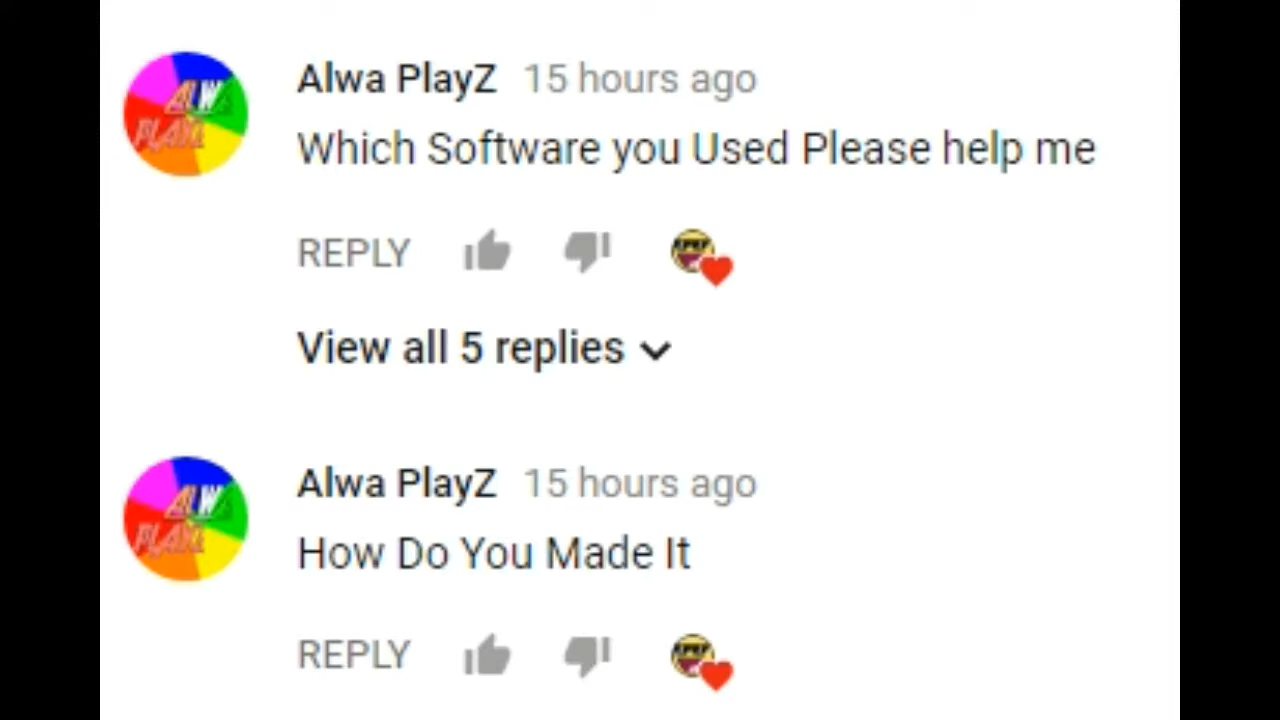 Alwa PlayZ 15 hours ago
Which Software you Used Please help me
REPLY
View all 5 replies
Alwa PlayZ 15 hours ago
How Do You Made It
REPLY